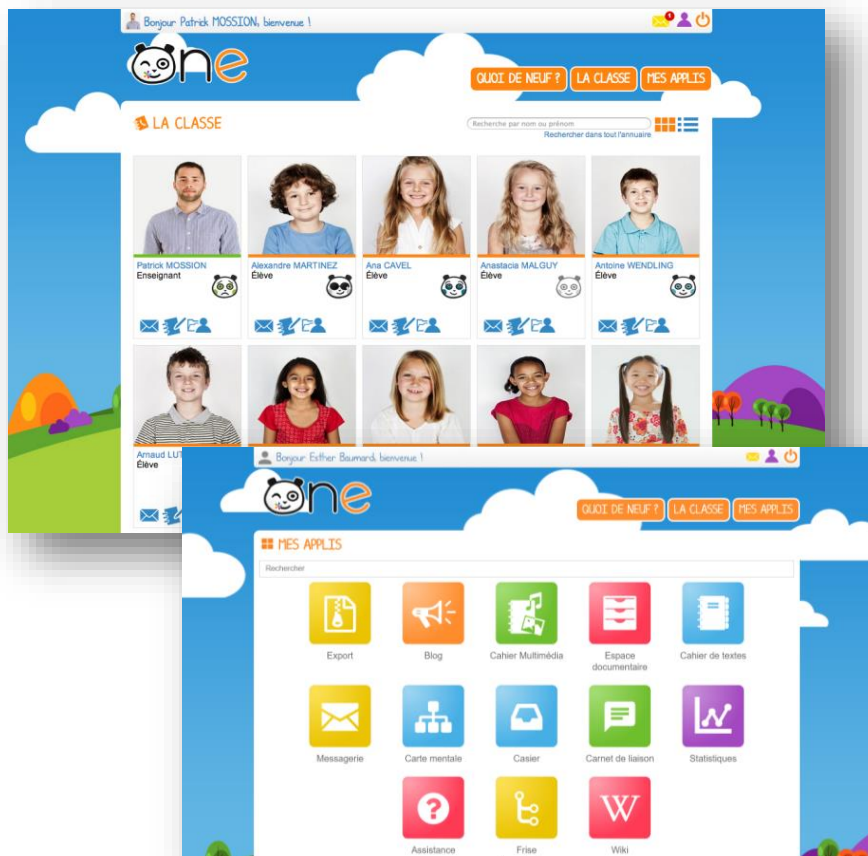 Bonjour Patrick MOSSION, bienvenue !
1
One
QUOI DE NEUF ?
LA CLASSE
MES APPLIS
LA CLASSE
Recherche par nom ou prénom
Rechercher dans tout l'annuaire
Patrick MOSSION
Enseignant
Alexandre MARTINEZ
Élève
Ana CAVEL
Élève
Anastacia MALGUY
Élève
Antoine WENDLING
Élève
Arnaud LUT
Élève
Bonjour Esther Baumard, bienvenue !
One
QUOI DE NEUF ?
LA CLASSE
MES APPLIS
MES APPLIS
Rechercher
Export
Blog
Cahier Multimédia
Espace
documentaire
Cahier de textes
Messagerie
Carte mentale
Casier
Carnet de liaison
Statistiques
?
W
Assistance
Frise
Wiki